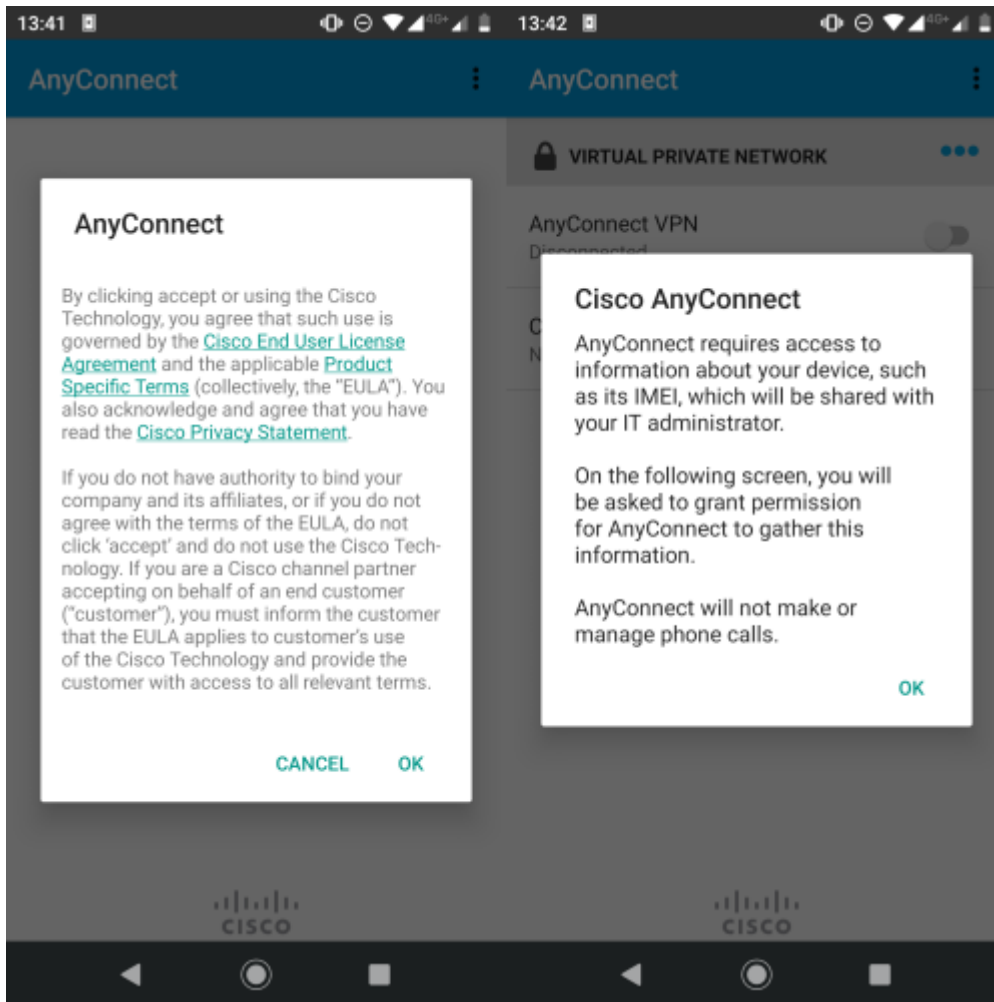 13:41
4G+
AnyConnect
AnyConnect
By clicking accept or using the Cisco
Technology, you agree that such use is
governed by the Cisco End User License
Agreement and the applicable Product
Specific Terms (collectively, the “EULA”). You
also acknowledge and agree that you have
read the Cisco Privacy Statement.
If you do not have authority to bind your
company and its affiliates, or if you do not
agree with the terms of the EULA, do not
click ‘accept’ and do not use the Cisco Tech-
nology. If you are a Cisco channel partner
accepting on behalf of an end customer
(“customer”), you must inform the customer
that the EULA applies to customer’s use
of the Cisco Technology and provide the
customer with access to all relevant terms.
CANCEL OK
CISCO
13:42
4G+
AnyConnect
VIRTUAL PRIVATE NETWORK
AnyConnect VPN
Disconnected
C
N
Cisco AnyConnect
AnyConnect requires access to
information about your device, such
as its IMEI, which will be shared with
your IT administrator.
On the following screen, you will
be asked to grant permission
for AnyConnect to gather this
information.
AnyConnect will not make or
manage phone calls.
OK
CISCO